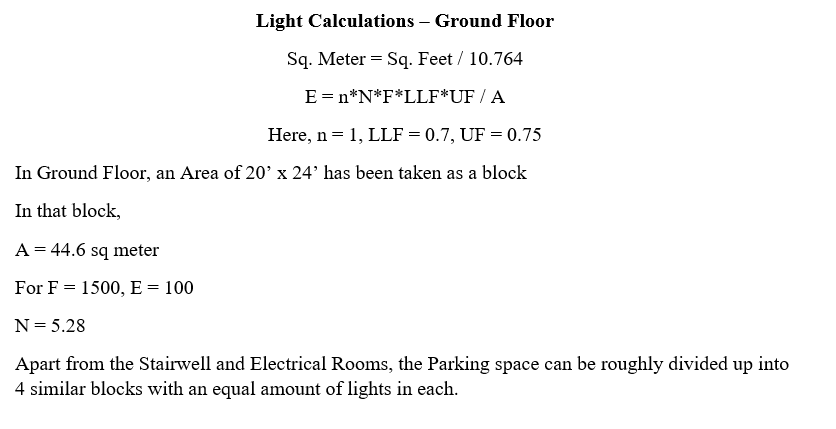 Light Calculations – Ground Floor
Sq. Meter = Sq. Feet / 10.764
E = n*N*F*LLF*UF / A
Here, n = 1, LLF = 0.7, UF = 0.75
In Ground Floor, an Area of 20’ x 24’ has been taken as a block
In that block,
A = 44.6 sq meter
For F = 1500, E = 100
N = 5.28
Apart from the Stairwell and Electrical Rooms, the Parking space can be roughly divided up into
4 similar blocks with an equal amount of lights in each.